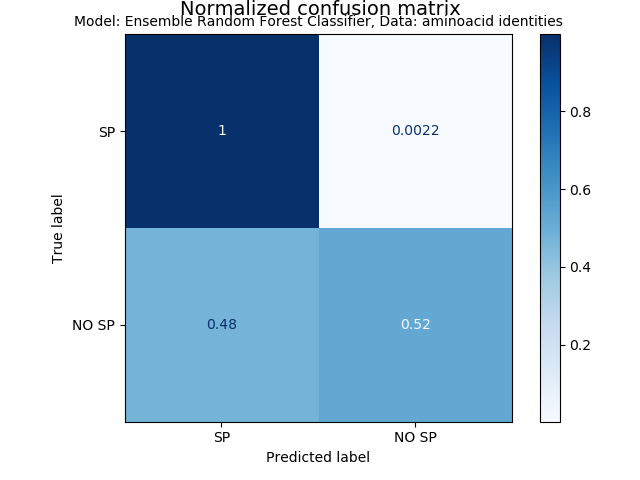 Normalized confusion matrix
Model: Ensemble Random Forest Classifier, Data: aminoacid identities
SP
1
0.0022
NO SP
0.48
0.52
SP
NO SP
Predicted label
True label
0.8
0.6
0.4
0.2